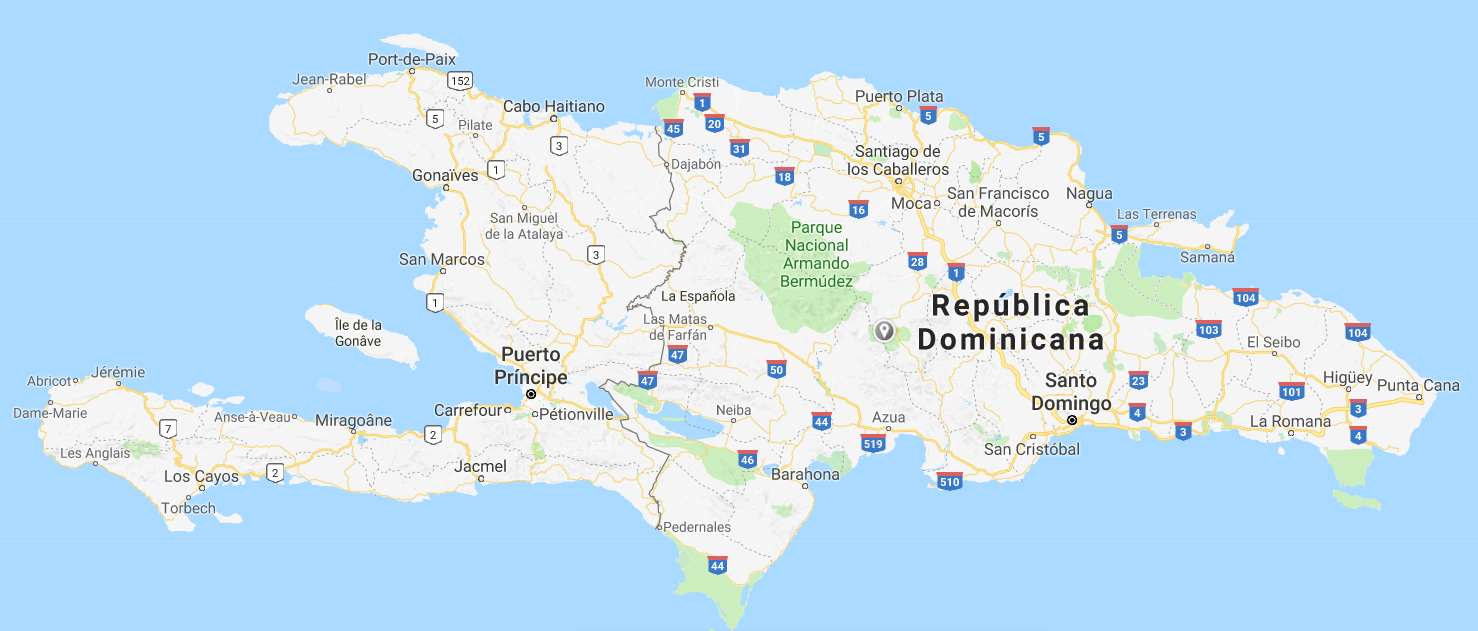 Port-de-Paix
Jean-Rabel
152
Monte Cristi
1
Puerto Plata
Cabo Haitiano
5
5
Pilate
45
20
5
3
31
Santiago de
los Caballeros
Dajabón
1
Gonaïves
18
San Francisco
de Macorís
Nagua
Moca
16
San Miguel
de la Atalaya
Las Terrenas
Parque
Nacional
Armando
Bermúdez
5
3
San Marcos
28
1
Samaná
1
La Española
República
Dominicana
104
Île de la
Gonâve
Las Matas
de Farfán
103
104
47
El Seibo
Puerto
Príncipe
50
47
Santo
Domingo
23
Higüey
Punta Cana
Jérémie
Abricot
101
Dame-Marie
Anse-à-Veau
Miragoâne
Carrefour
Pétionville
Neiba
44
Azua
4
3
7
2
519
San Cristóbal
3
La Romana
4
Les Anglais
46
Jacmel
Los Cayos
2
Barahona
510
Torbech
Pedernales
44